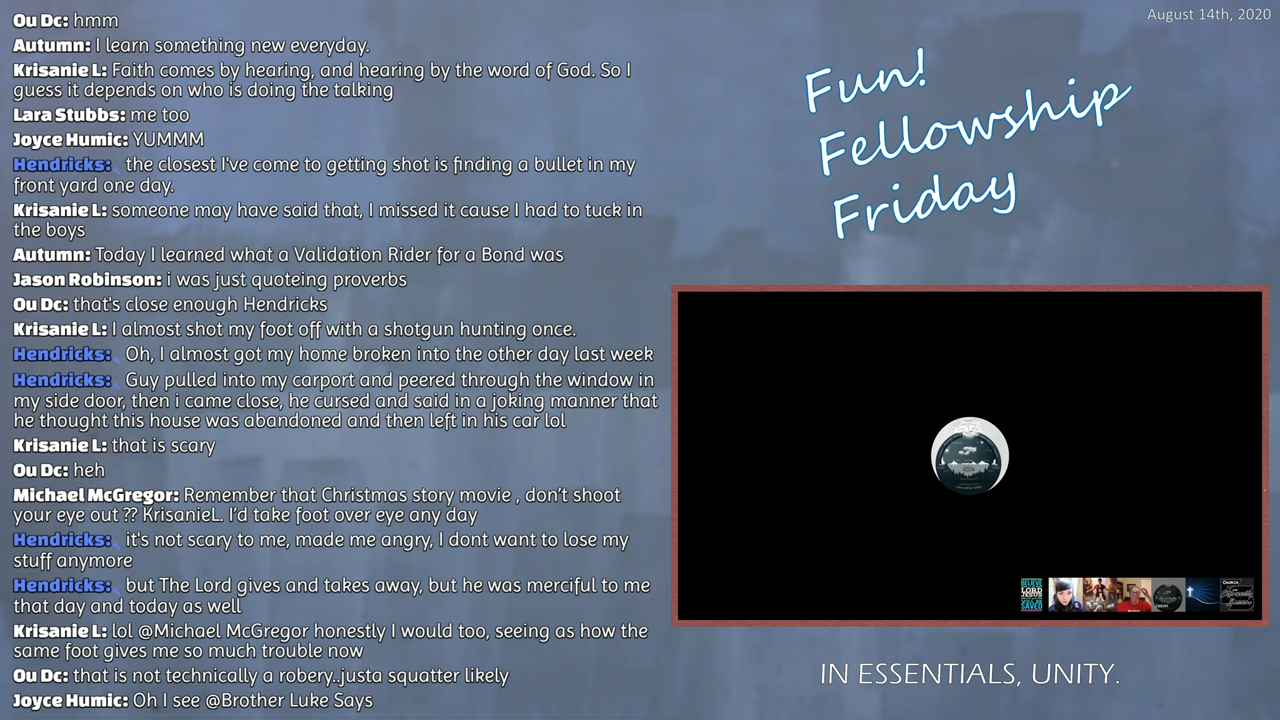 Ou Dc: hmm
Autumn: I learn something new everyday.
Krisanie L: Faith comes by hearing, and hearing by the word of God. So I
guess it depends on who is doing the talking
Lara Stubbs: me too
Joyce Humic: YUMMM
Hendricks: the closest I've come to getting shot is finding a bullet in my
front yard one day.
Krisanie L: someone may have said that, I missed it cause I had to tuck in
the boys
Autumn: Today I learned what a Validation Rider for a Bond was
Jason Robinson: i was just quoteing proverbs
Ou Dc: that's close enough Hendricks
Krisanie L: I almost shot my foot off with a shotgun hunting once.
Hendricks: Oh, I almost got my home broken into the other day last week
Hendricks: Guy pulled into my carport and peered through the window in
my side door, then i came close, he cursed and said in a joking manner that
he thought this house was abandoned and then left in his car lol
Krisanie L: that is scary
Ou Dc: heh
Michael McGregor: Remember that Christmas story movie , don't shoot
your eye out ?? KrisanieL. I'd take foot over eye any day
Hendricks: it's not scary to me, made me angry, I dont want to lose my
stuff anymore
Hendricks: but The Lord gives and takes away, but he was merciful to me
that day and today as well
Krisanie L: lol @Michael McGregor honestly I would too, seeing as how the
same foot gives me so much trouble now
Ou Dc: that is not technically a robery..justa squatter likely
Joyce Humic: Oh I see @Brother Luke Says
August 14th, 2020
Fun!
Fellowship
Friday
BELIEVE
LORD
JESUS
SAVED
Jason
CHURCH
IN ESSENTIALS, UNITY.